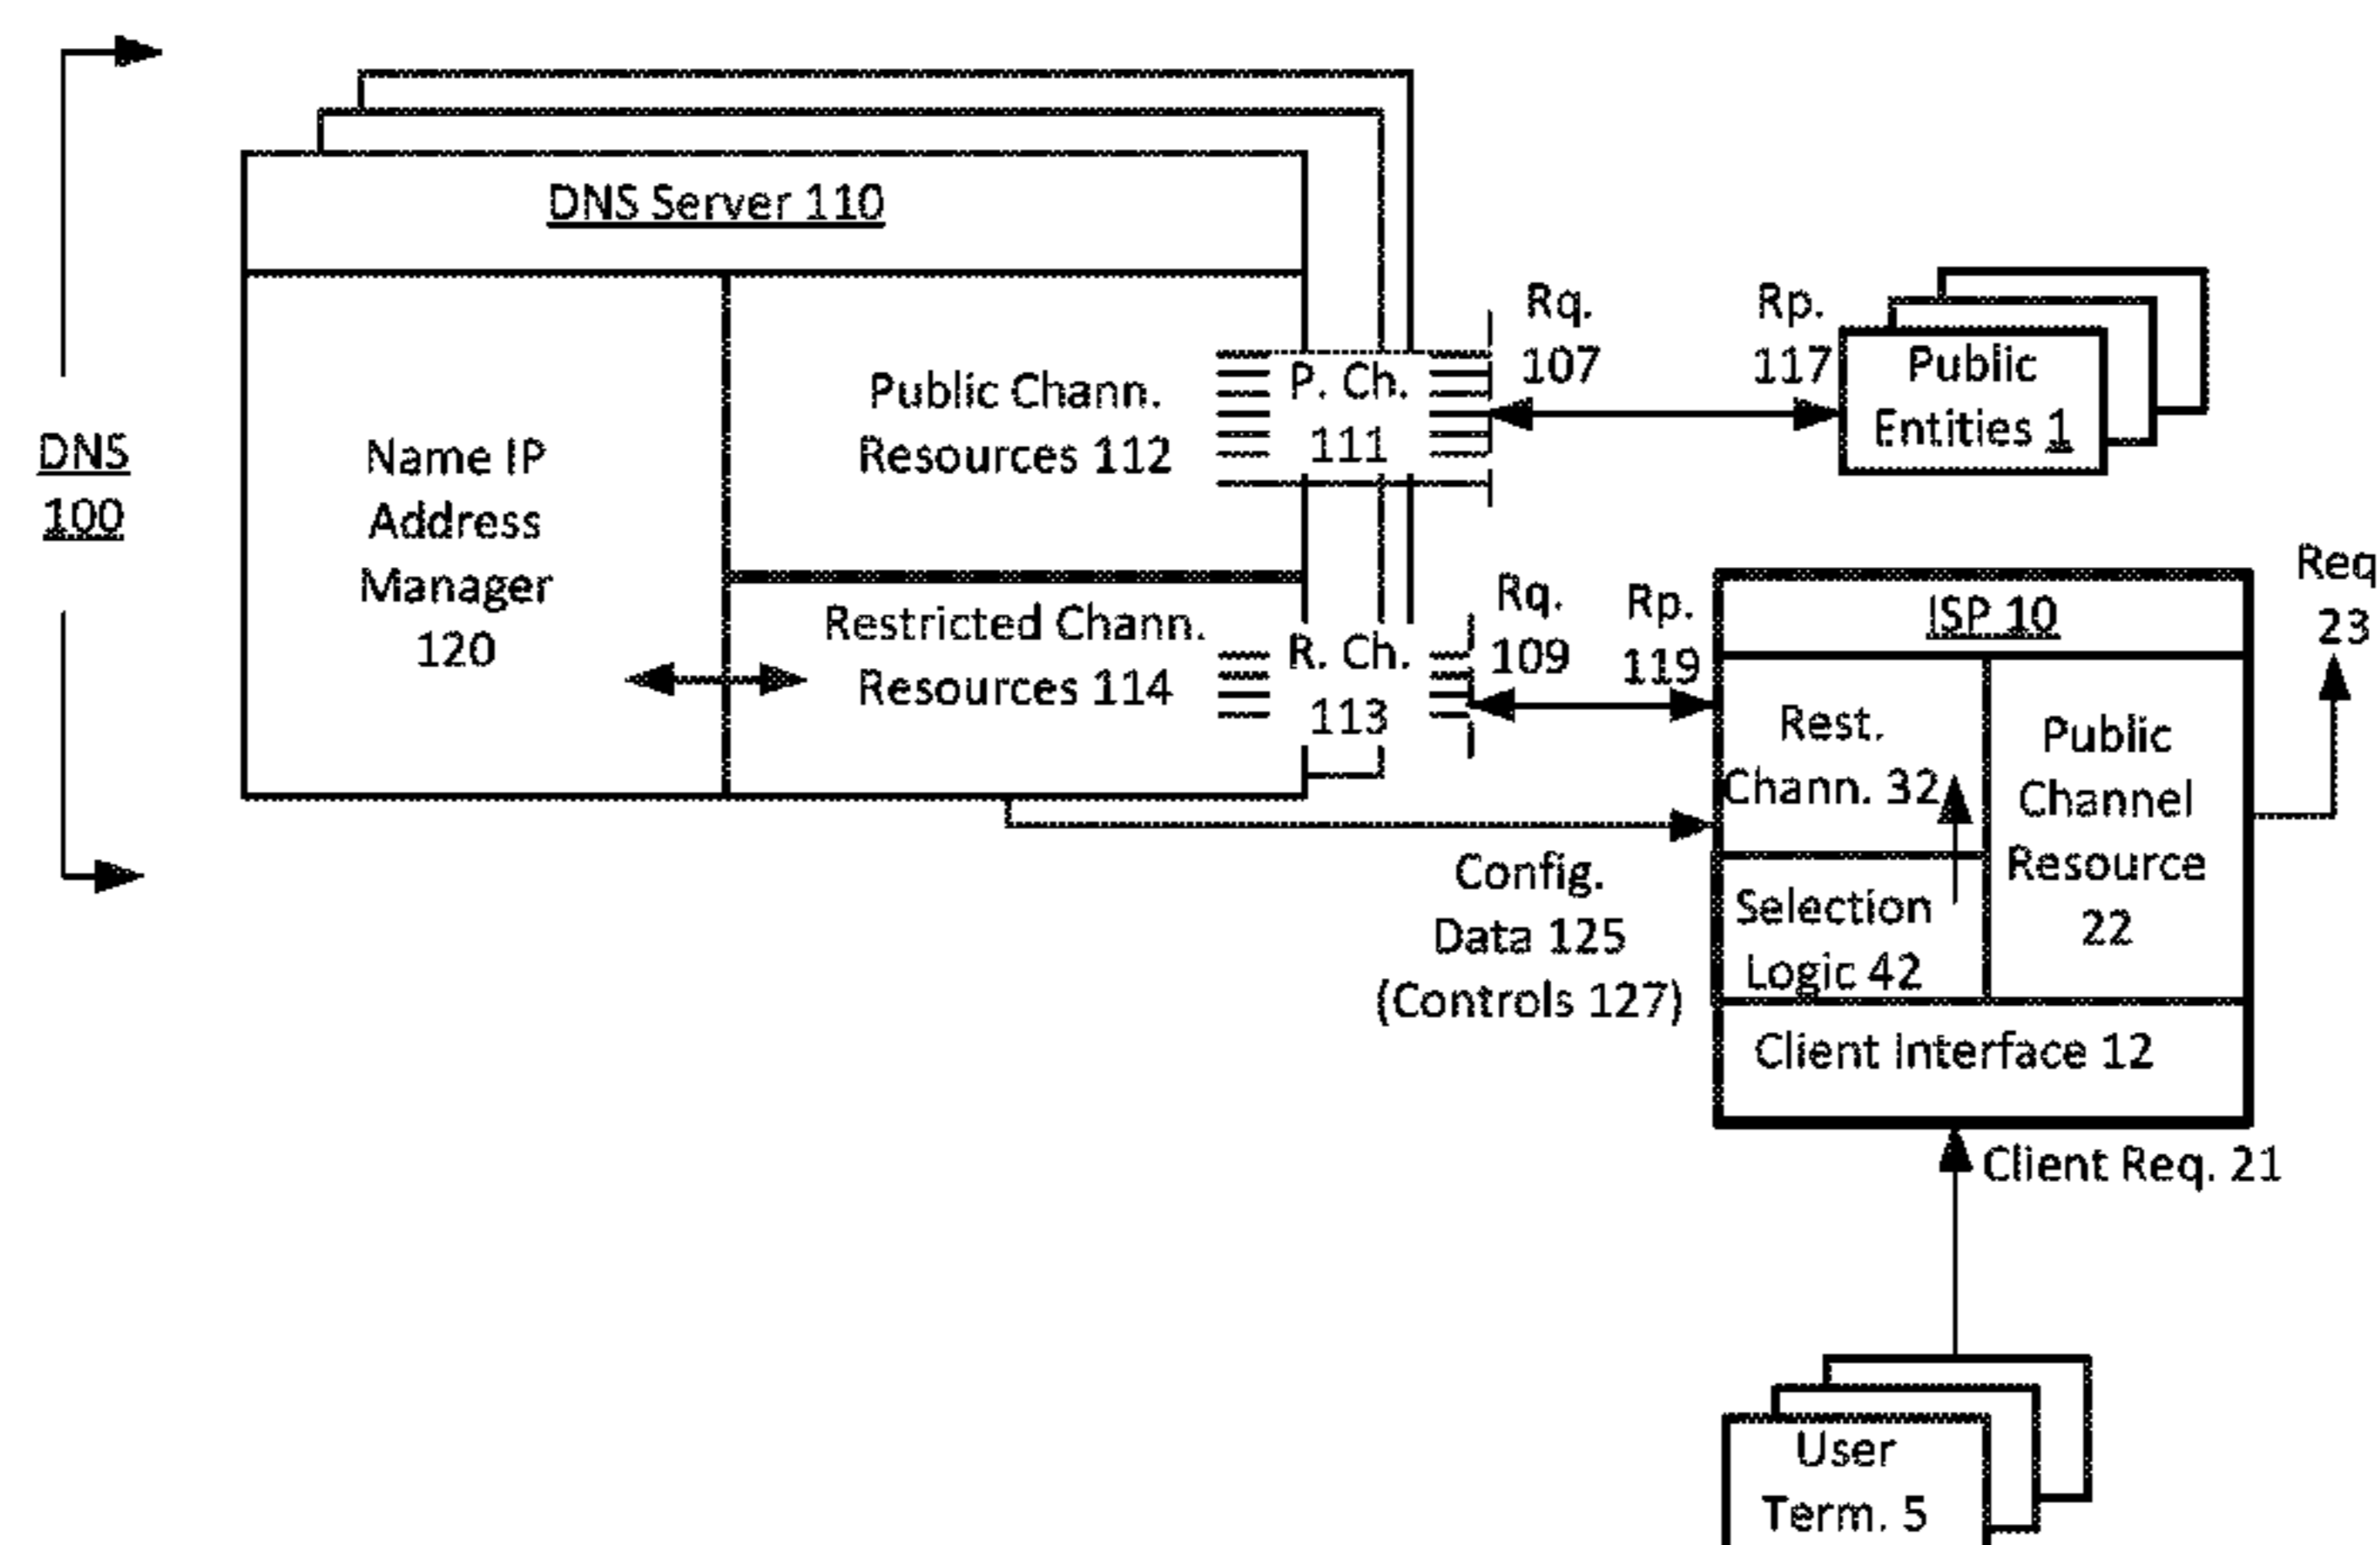 DNS
100
DNS Server 110
Name IP
Address
Manager
120
Public Chann.
Resources 112
Restricted Chann.
Resources 114
P. Ch.
111
R. Ch.
113
Rq.
107
Rp.
117
Public
Entities 1
Rq.
109
Rp.
119
Config.
Data 125
(Controls 127)
ISP 10
Rest.
Chann. 32
Selection
Logic 42
Public
Channel
Resource
22
Client Interface 12
Req
23
Client Req. 21
User
Term. 5